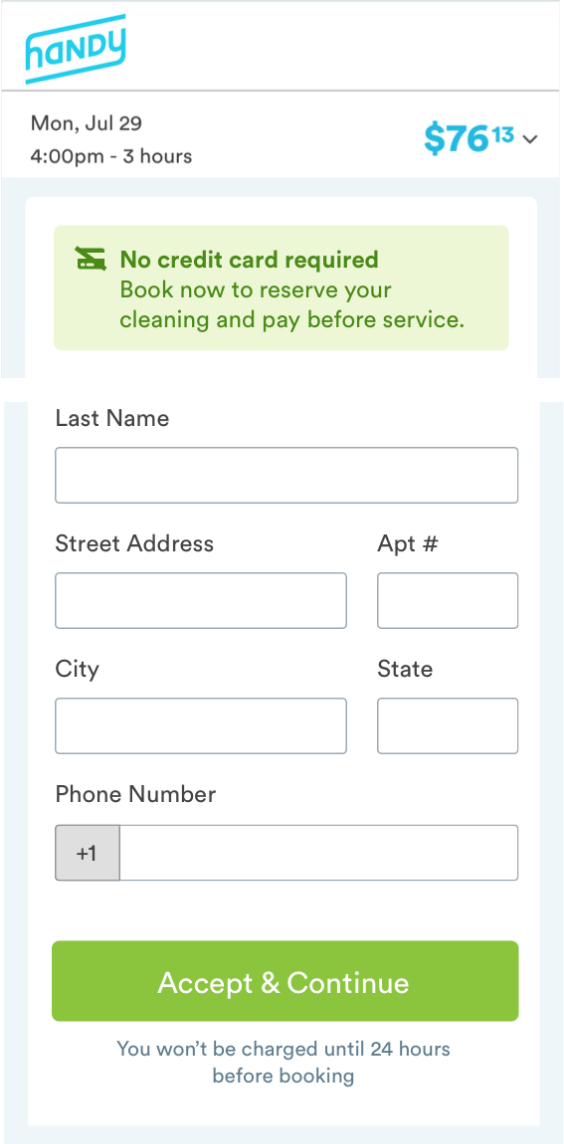 HANDY
Mon, Jul 29
$76 13
4:00pm - 3 hours
No credit card required
Book now to reserve your
cleaning and pay before service.
Last Name
Street Address Apt #
City State
Phone Number
+1
Accept & Continue
You won’t be charged until 24 hours
before booking